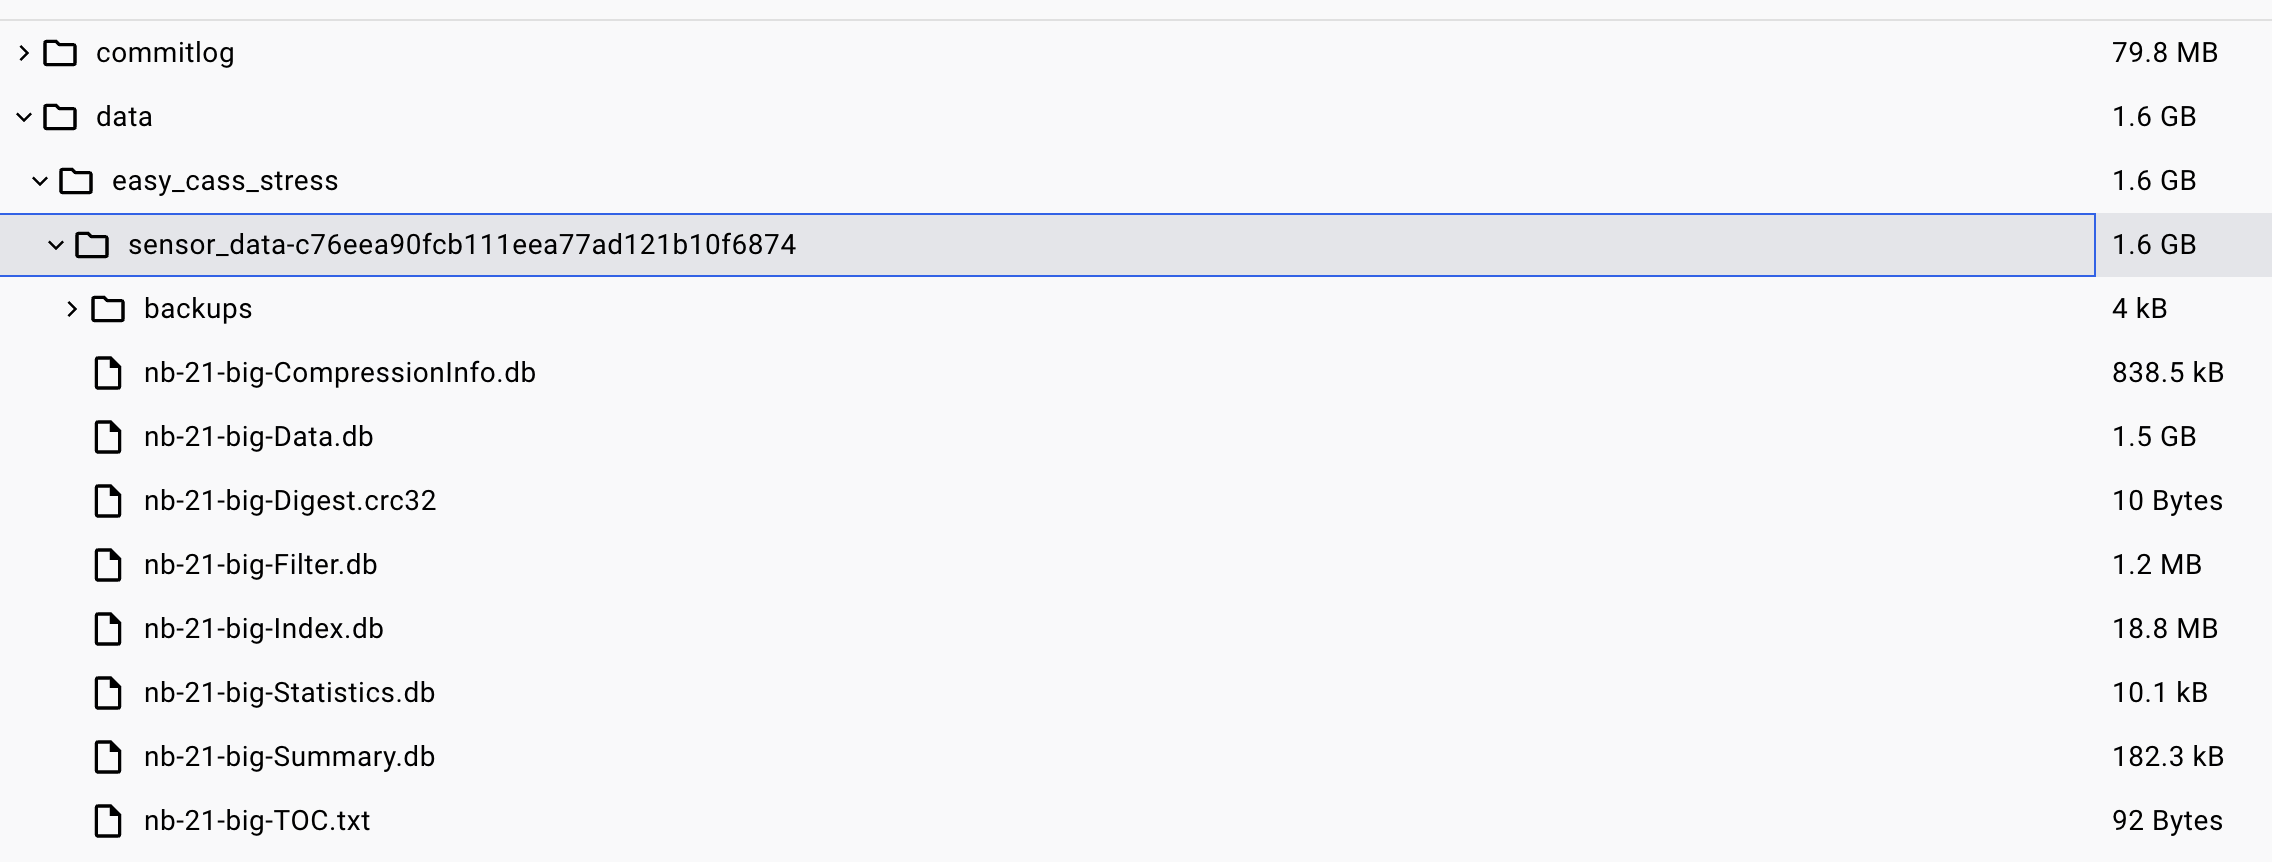 commitlog 79.8 MB
data 1.6 GB
easy_cass_stress 1.6 GB
sensor_data-c76eea90fcb111eea77ad121b10f6874 1.6 GB
backups 4 kB
nb-21-big-CompressionInfo.db 838.5 kB
nb-21-big-Data.db 1.5 GB
nb-21-big-Digest.crc32 10 Bytes
nb-21-big-Filter.db 1.2 MB
nb-21-big-Index.db 18.8 MB
nb-21-big-Statistics.db 10.1 kB
nb-21-big-Summary.db 182.3 kB
nb-21-big-TOC.txt 92 Bytes